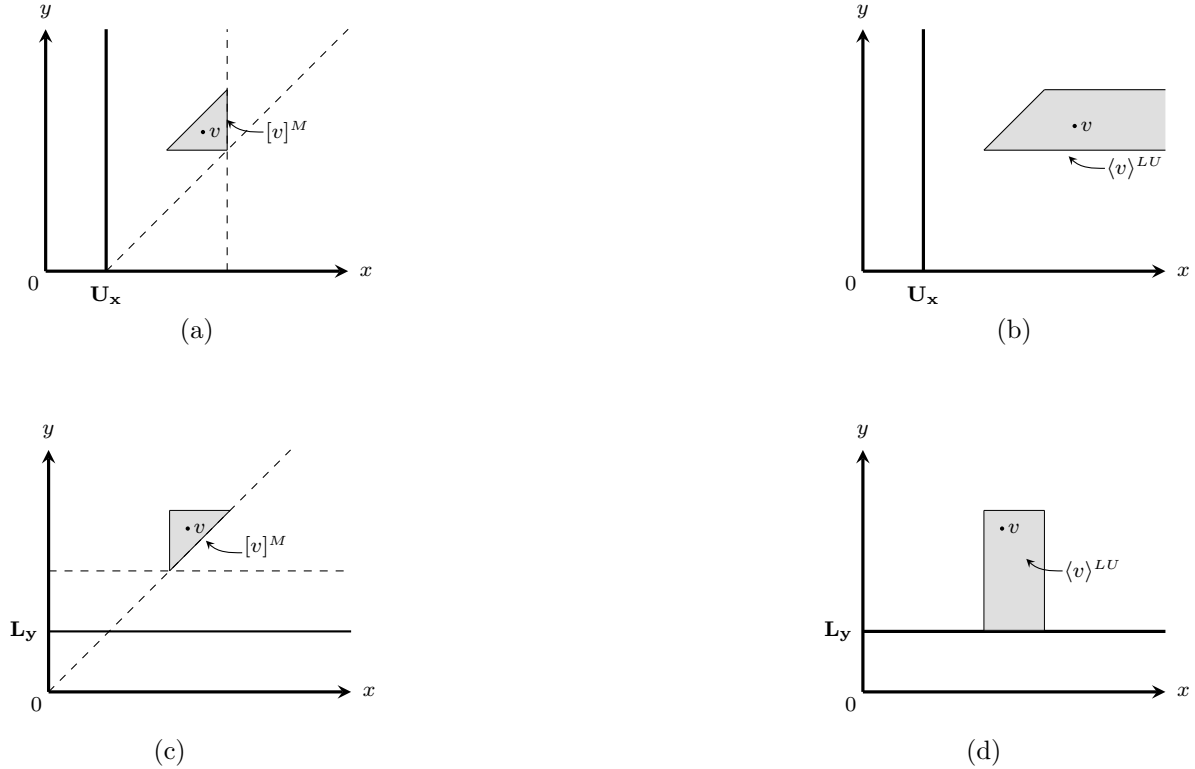 y
v
[v]^M
0
x
U_x
(a)
y
v
⟨v⟩^{LU}
0
x
U_x
(b)
y
v
[v]^M
L_y
0
x
(c)
y
v
⟨v⟩^{LU}
L_y
0
x
(d)